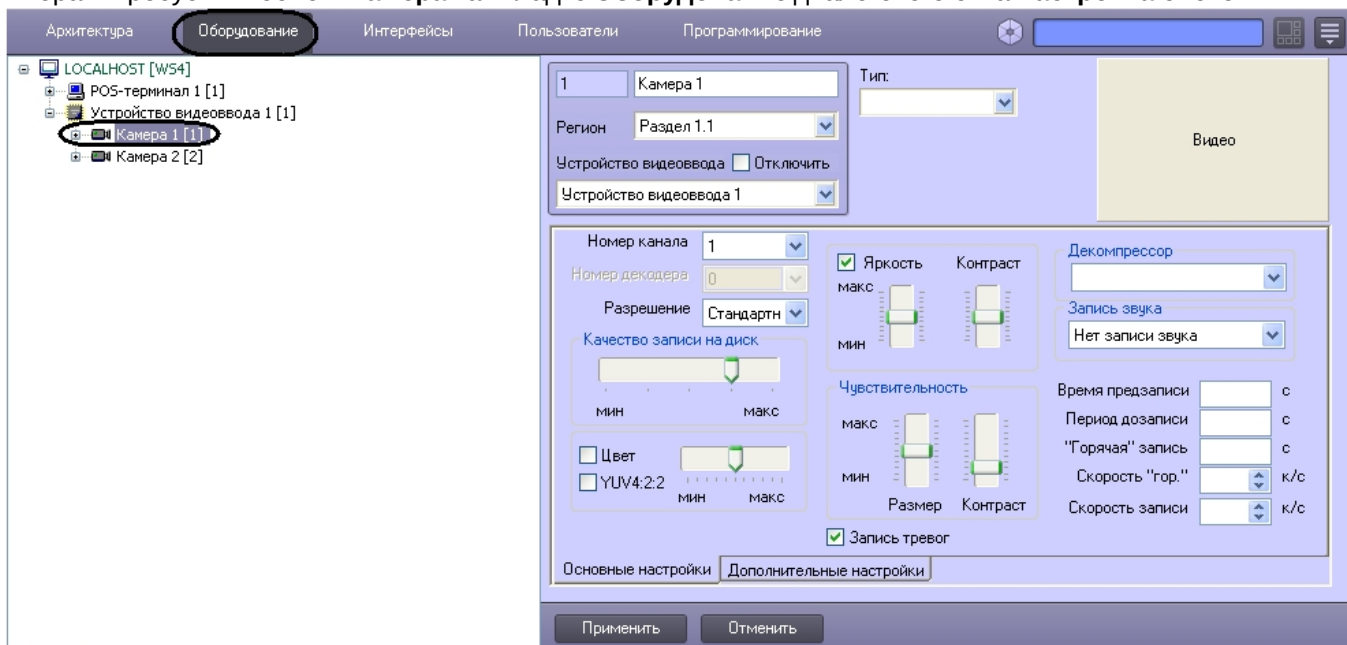 Архитектура Оборудование Интерфейсы Пользователи Программирование
LOCALHOST [WS4]
POS-терминал 1 [1]
Устройство видеоввода 1 [1]
Камера 1 [1]
Камера 2 [2]
1 Камера 1
Тип:
Регион Раздел 1.1
Видео
Устройство видеоввода Отключить
Устройство видеоввода 1
Номер канала 1
Номер декодера 0
Разрешение Стандартн
Качество записи на диск
мин макс
Цвет
YUV4:2:2
мин макс
Яркость Контраст
макс
мин
Чувствительность
макс
мин
Размер Контраст
Запись тревог
Декомпрессор
Запись звука
Нет записи звука
Время предзаписи с
Период дозаписи с
"Горячая" запись с
Скорость "гор." к/с
Скорость записи к/с
Основные настройки Дополнительные настройки
Применить Отменить